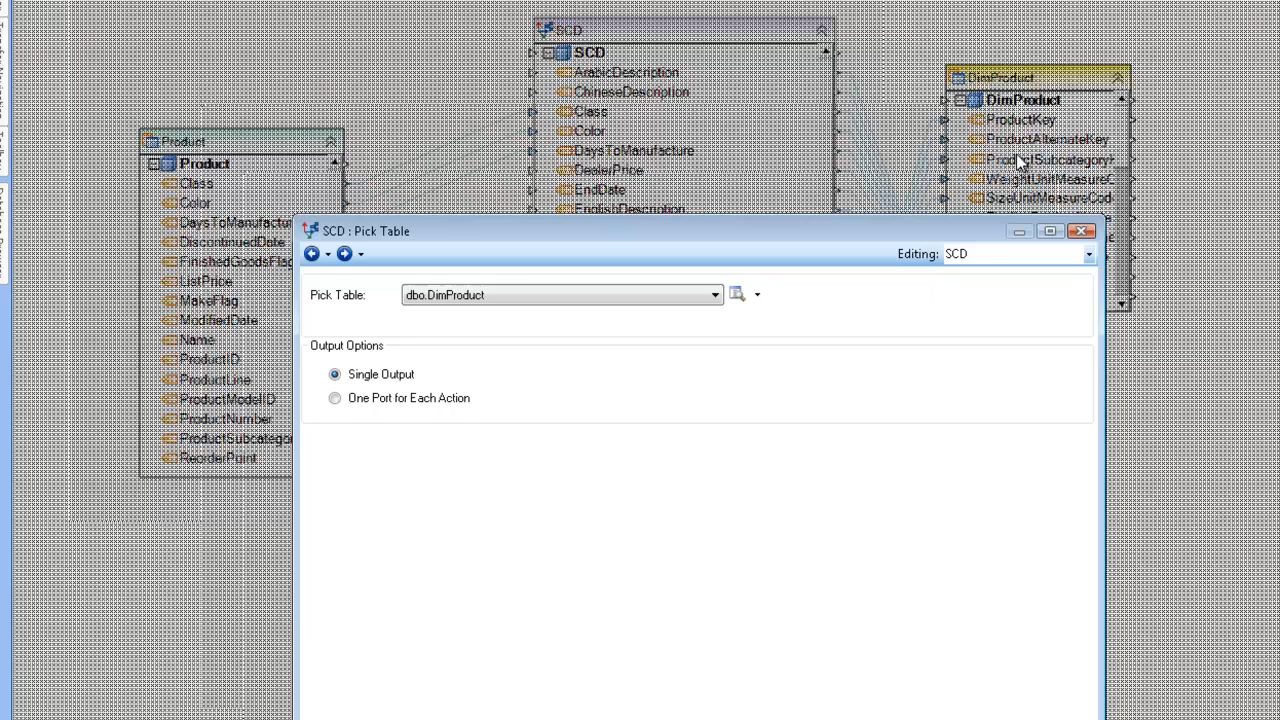 SCD
SCD
ArabicDescription
ChineseDescription
Class
Color
DaysToManufacture
DealerPrice
EndDate
EnglishDescription
DimProduct
DimProduct
ProductKey
ProductAlternateKey
ProductSubcategoryK
WeightUnitMeasureC
SizeUnitMeasureCode
Product
Product
Class
Color
DaysToManufactur
DiscontinuedDate
FinishedGoodsFlag
ListPrice
MakeFlag
ModifiedDate
Name
ProductID
ProductLine
ProductModelID
ProductNumber
ProductSubcategor
ReorderPoint
SCD : Pick Table
Editing: SCD
Pick Table: dbo.DimProduct
Output Options
Single Output
One Port for Each Action